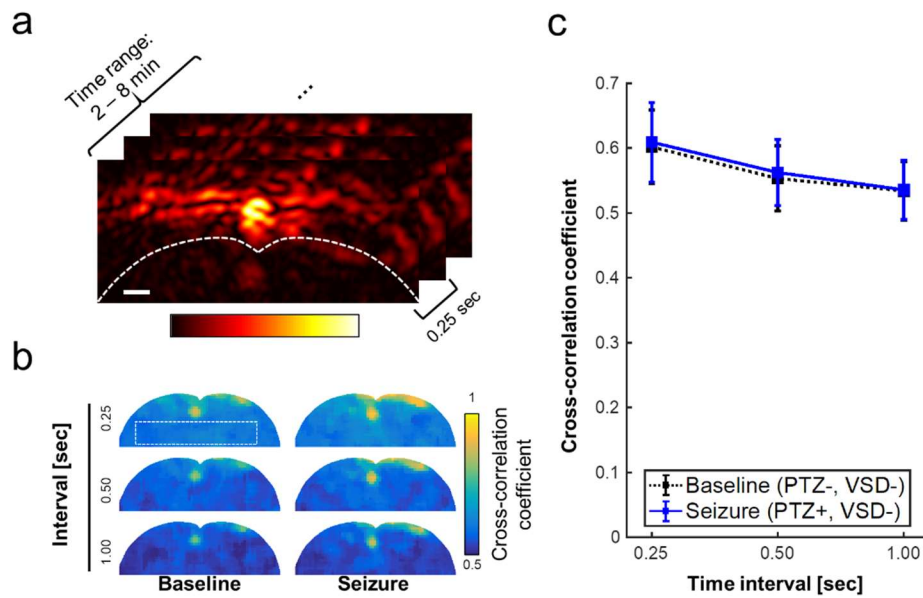 a
Time range:
2 – 8 min
...
0.25 sec
b
Interval [sec]
0.25
0.50
1.00
Baseline
Seizure
1
Cross-correlation
coefficient
0.5
c
Cross-correlation coefficient
0.7
0.6
0.5
0.4
0.3
0.2
0.1
0
Baseline (PTZ-, VSD-)
Seizure (PTZ+, VSD-)
0.25
0.50
1.00
Time interval [sec]